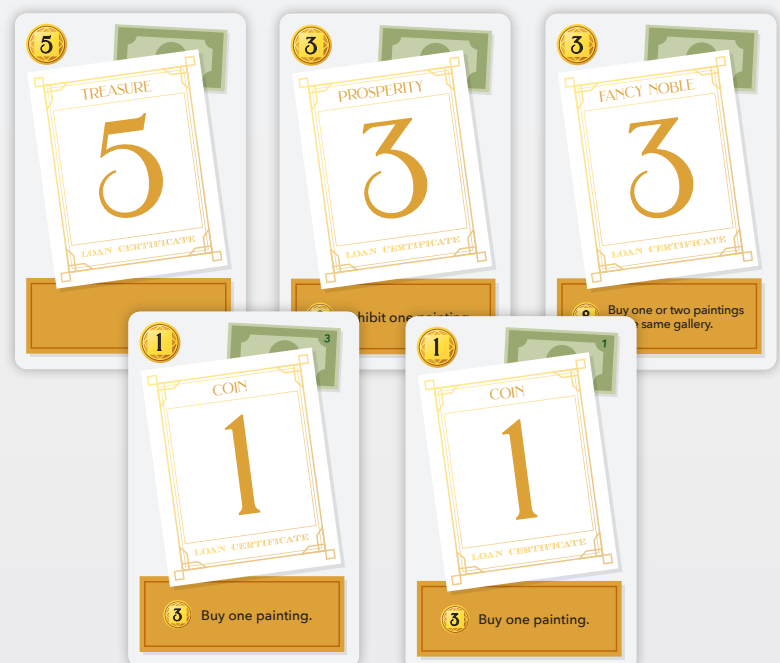 5
TREASURE
5
LOAN CERTIFICATE
3
PROSPERITY
3
LOAN CERTIFICATE
3
FANCY NOBLE
3
LOAN CERTIFICATE
Buy one or two paintings
same gallery.
1
3
COIN
1
LOAN CERTIFICATE
3
Buy one painting.
1
1
COIN
1
LOAN CERTIFICATE
3
Buy one painting.